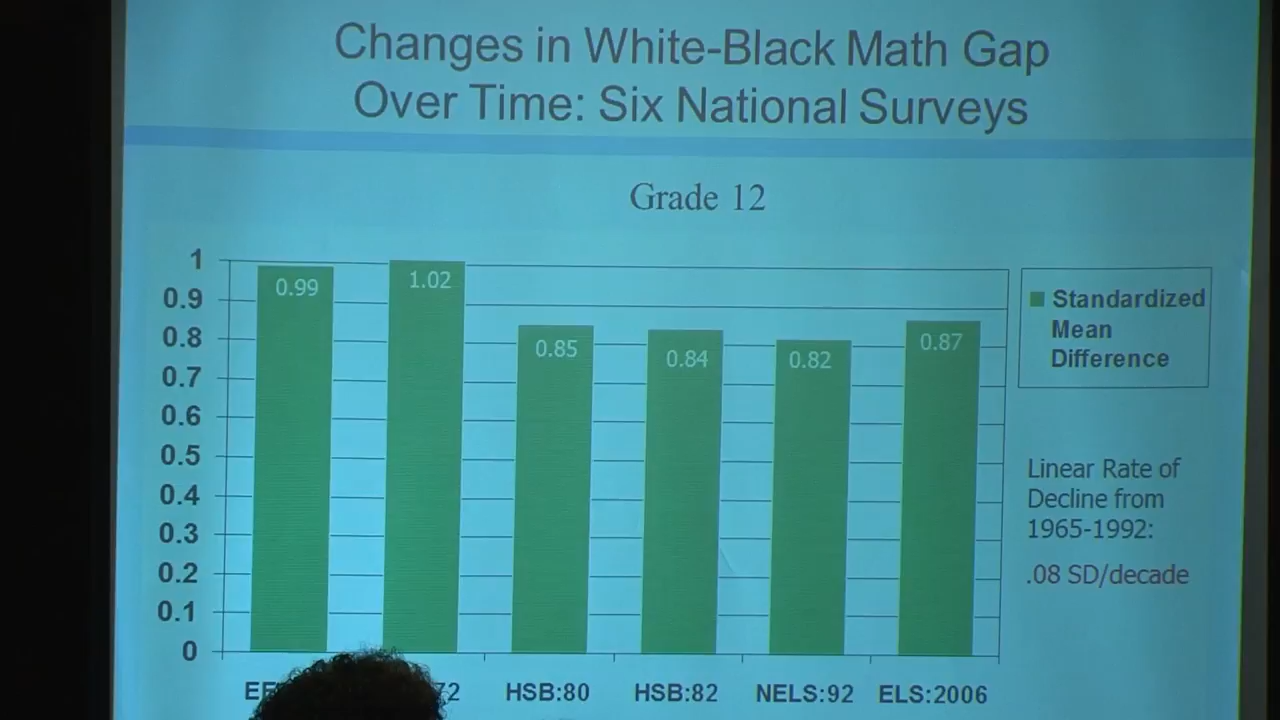 Changes in White-Black Math Gap
Over Time: Six National Surveys
Grade 12
1
0.9
0.8
0.7
0.6
0.5
0.4
0.3
0.2
0.1
0
0.99
1.02
0.85
0.84
0.82
0.87
HSB:80
HSB:82
NELS:92
ELS:2006
Standardized
Mean
Difference
Linear Rate of
Decline from
1965-1992:
.08 SD/decade